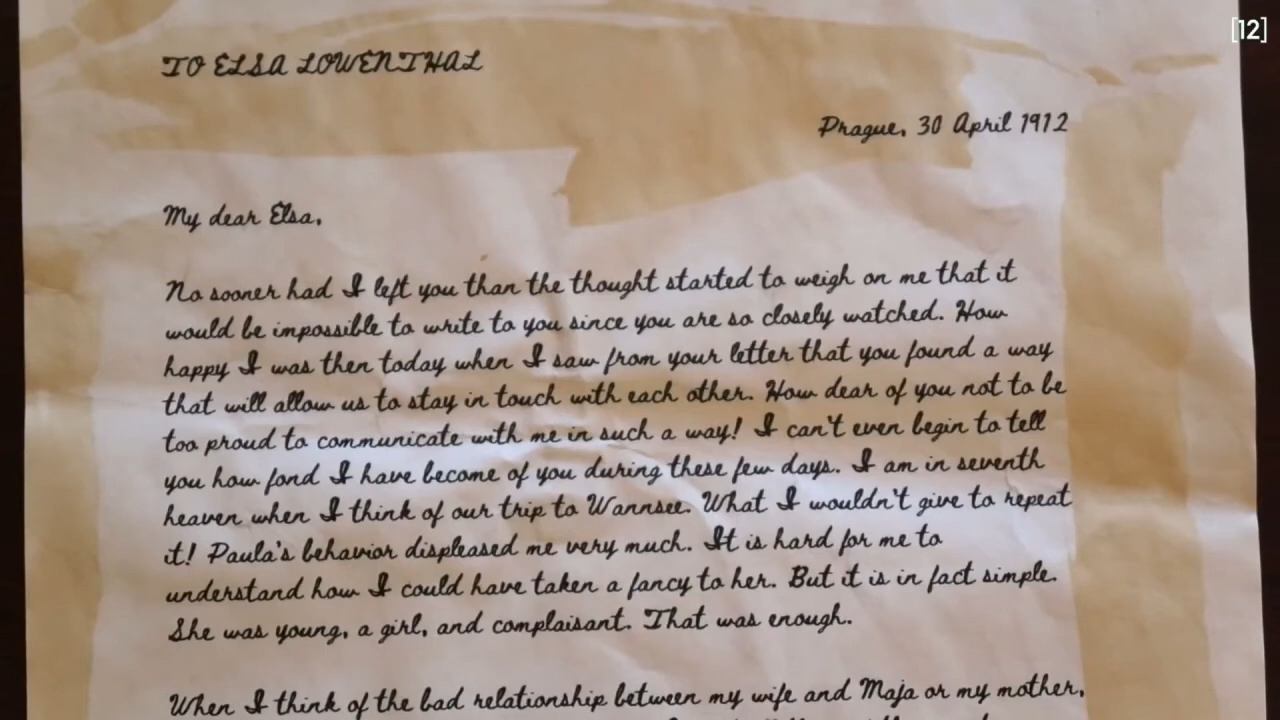 [12]
TO ELSA LOWENTHAL
Prague, 30 April 1912
My dear Elsa,
No sooner had I left you than the thought started to weigh on me that it
would be impossible to write to you since you are so closely watched. How
happy I was then today when I saw from your letter that you found a way
that will allow us to stay in touch with each other. How dear of you not to be
too proud to communicate with me in such a way! I can't even begin to tell
you how fond I have become of you during these few days. I am in seventh
heaven when I think of our trip to Wannsee. What I wouldn't give to repeat
it! Paula's behavior displeased me very much. It is hard for me to
understand how I could have taken a fancy to her. But it is in fact simple.
She was young, a girl, and complaisant. That was enough.
When I think of the bad relationship between my wife and Maja or my mother,